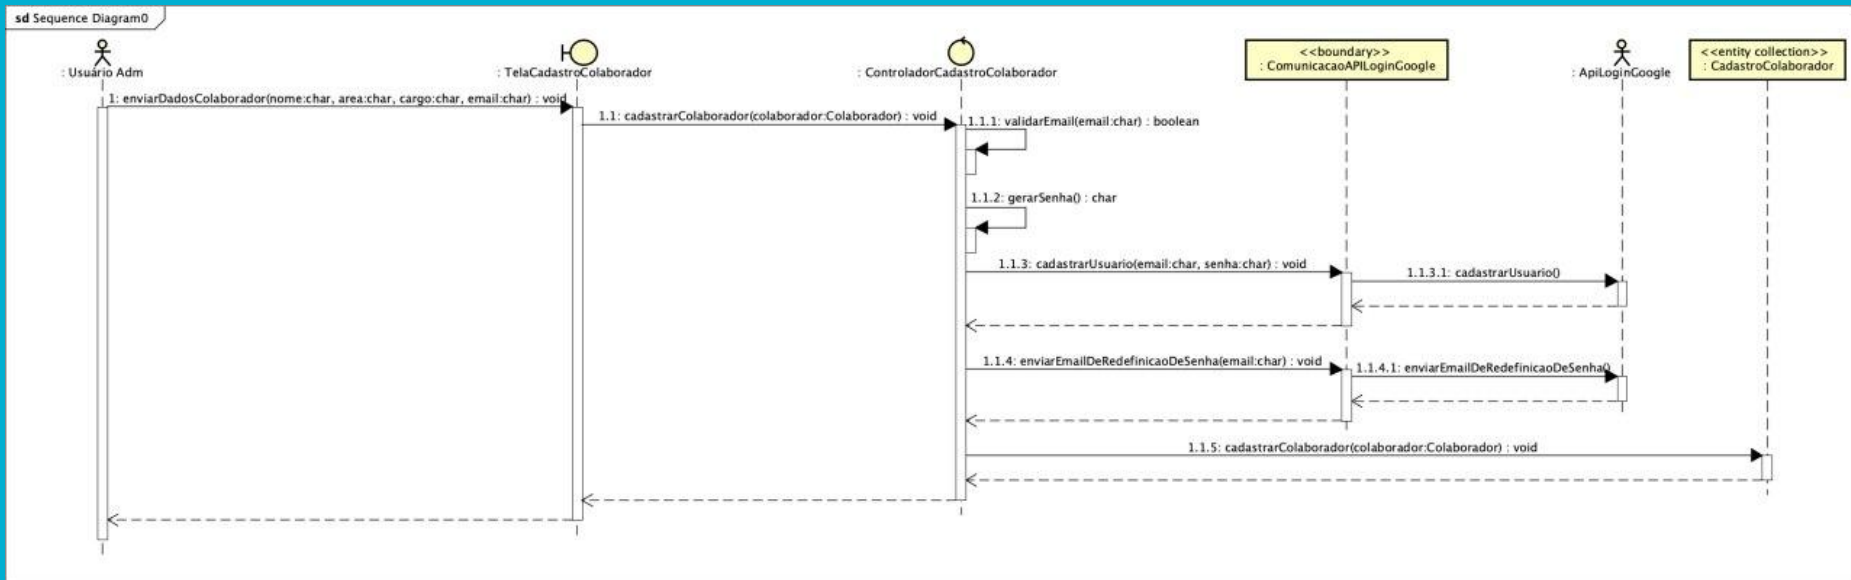 sd Sequence Diagram0
: Usuário Adm
: TelaCadastroColaborador
: ControladorCadastroColaborador
<<boundary>>
: ComunicacaoAPILoginGoogle
: ApiLoginGoogle
<<entity collection>>
: CadastroColaborador
1: enviarDadosColaborador(nome:char, area:char, cargo:char, email:char) : void
1.1: cadastrarColaborador(colaborador:Colaborador) : void
1.1.1: validarEmail(email:char) : boolean
1.1.2: gerarSenha() : char
1.1.3: cadastrarUsuario(email:char, senha:char) : void
1.1.3.1: cadastrarUsuario()
1.1.4: enviarEmailDeRedefinicaoDeSenha(email:char) : void
1.1.4.1: enviarEmailDeRedefinicaoDeSenha()
1.1.5: cadastrarColaborador(colaborador:Colaborador) : void